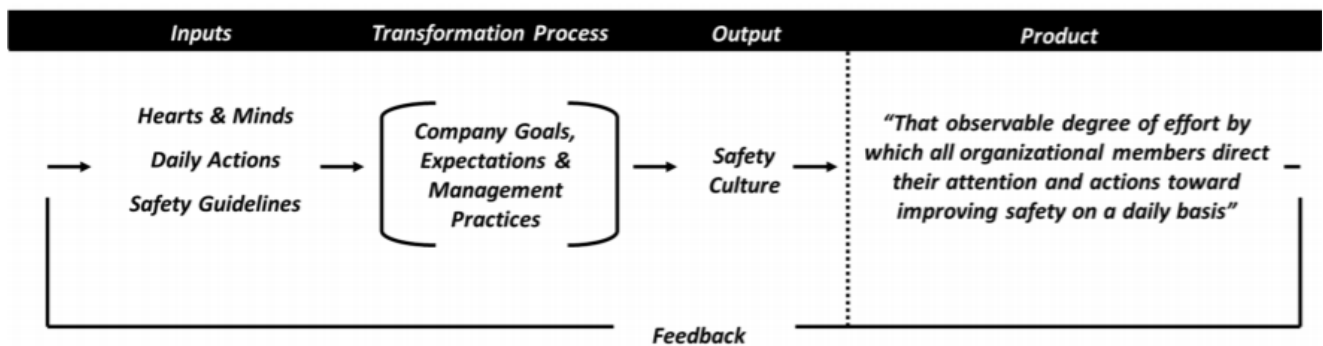 Inputs
Transformation Process
Output
Product
Hearts & Minds
Daily Actions
Safety Guidelines
Company Goals,
Expectations &
Management
Practices
Safety
Culture
“That observable degree of effort by
which all organizational members direct
their attention and actions toward
improving safety on a daily basis”
Feedback